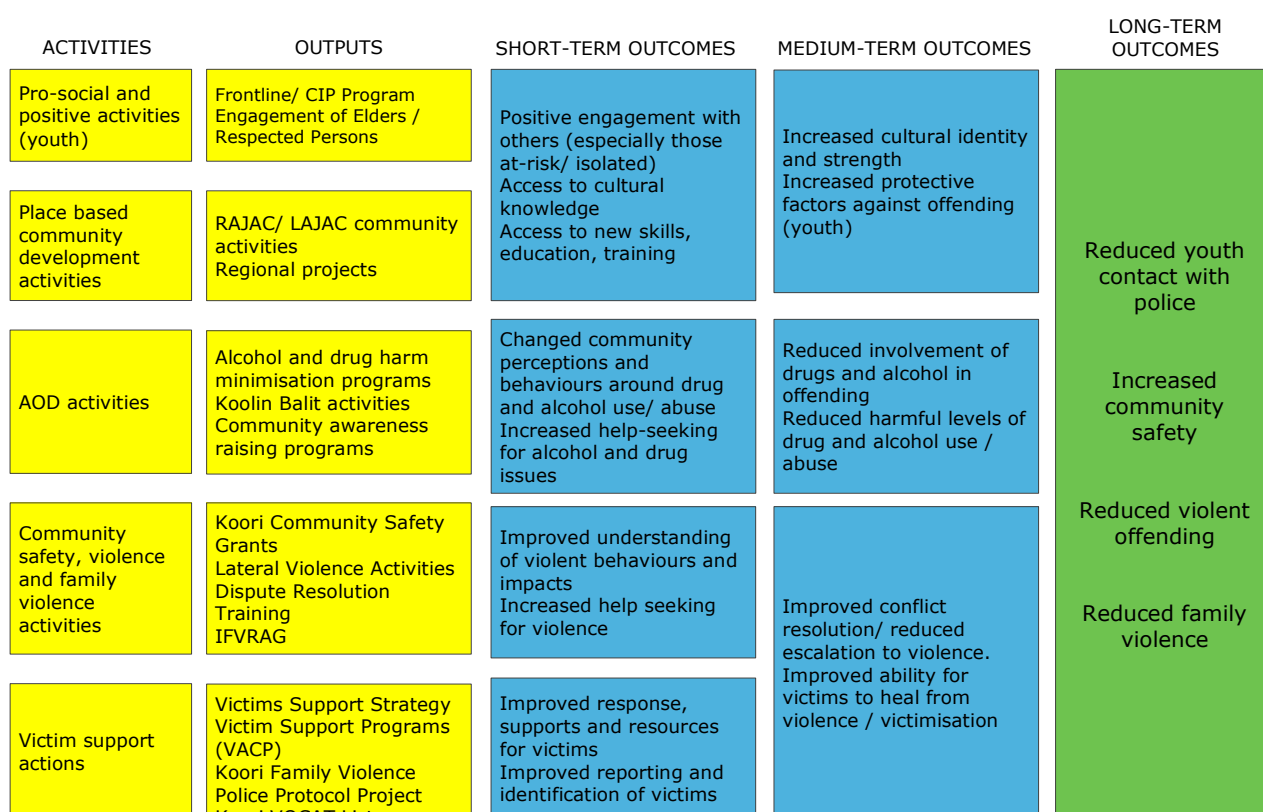 ACTIVITIES
OUTPUTS
SHORT-TERM OUTCOMES
MEDIUM-TERM OUTCOMES
LONG-TERM
OUTCOMES
Pro-social and
positive activities
(youth)
Frontline/ CIP Program
Engagement of Elders /
Respected Persons
Positive engagement with
others (especially those
at-risk/ isolated)
Access to cultural
knowledge
Access to new skills,
education, training
Increased cultural identity
and strength
Increased protective
factors against offending
(youth)
Place based
community
development
activities
RAJAC/ LAJAC community
activities
Regional projects
AOD activities
Alcohol and drug harm
minimisation programs
Koolin Balit activities
Community awareness
raising programs
Changed community
perceptions and
behaviours around drug
and alcohol use/ abuse
Increased help-seeking
for alcohol and drug
issues
Reduced involvement of
drugs and alcohol in
offending
Reduced harmful levels of
drug and alcohol use /
abuse
Community
safety, violence
and family
violence
activities
Koori Community Safety
Grants
Lateral Violence Activities
Dispute Resolution
Training
IFVRAG
Improved understanding
of violent behaviours and
impacts
Increased help seeking
for violence
Improved conflict
resolution/ reduced
escalation to violence.
Improved ability for
victims to heal from
violence / victimisation
Victim support
actions
Victims Support Strategy
Victim Support Programs
(VACP)
Koori Family Violence
Police Protocol Project
Improved response,
supports and resources
for victims
Improved reporting and
identification of victims
Reduced youth
contact with
police
Increased
community
safety
Reduced violent
offending
Reduced family
violence